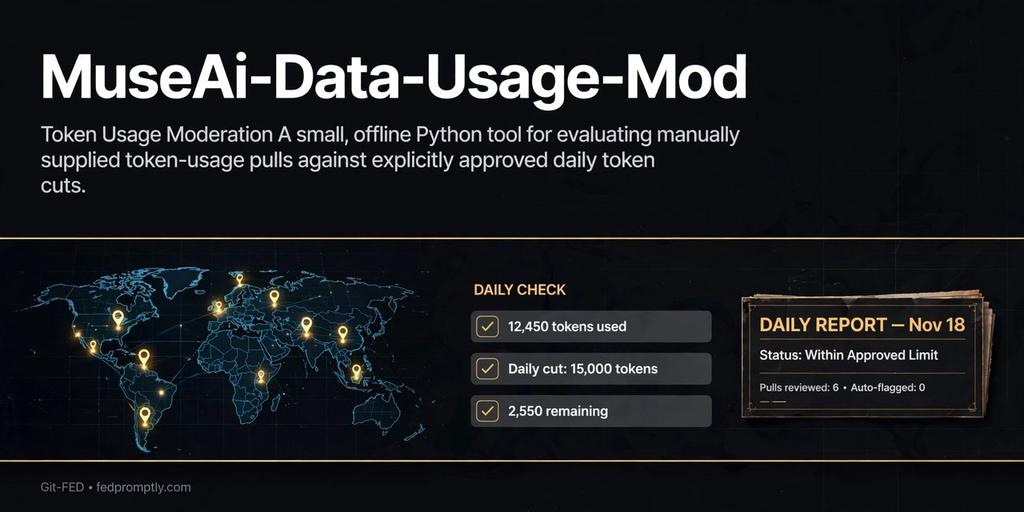 MuseAi-Data-Usage-Mod
Token Usage Moderation A small, offline Python tool for evaluating manually
supplied token-usage pulls against explicitly approved daily token
cuts.
DAILY CHECK
12,450 tokens used
Daily cut: 15,000 tokens
2,550 remaining
DAILY REPORT — Nov 18
Status: Within Approved Limit
Pulls reviewed: 6 • Auto-flagged: 0
Git-FED • fedpromptly.com